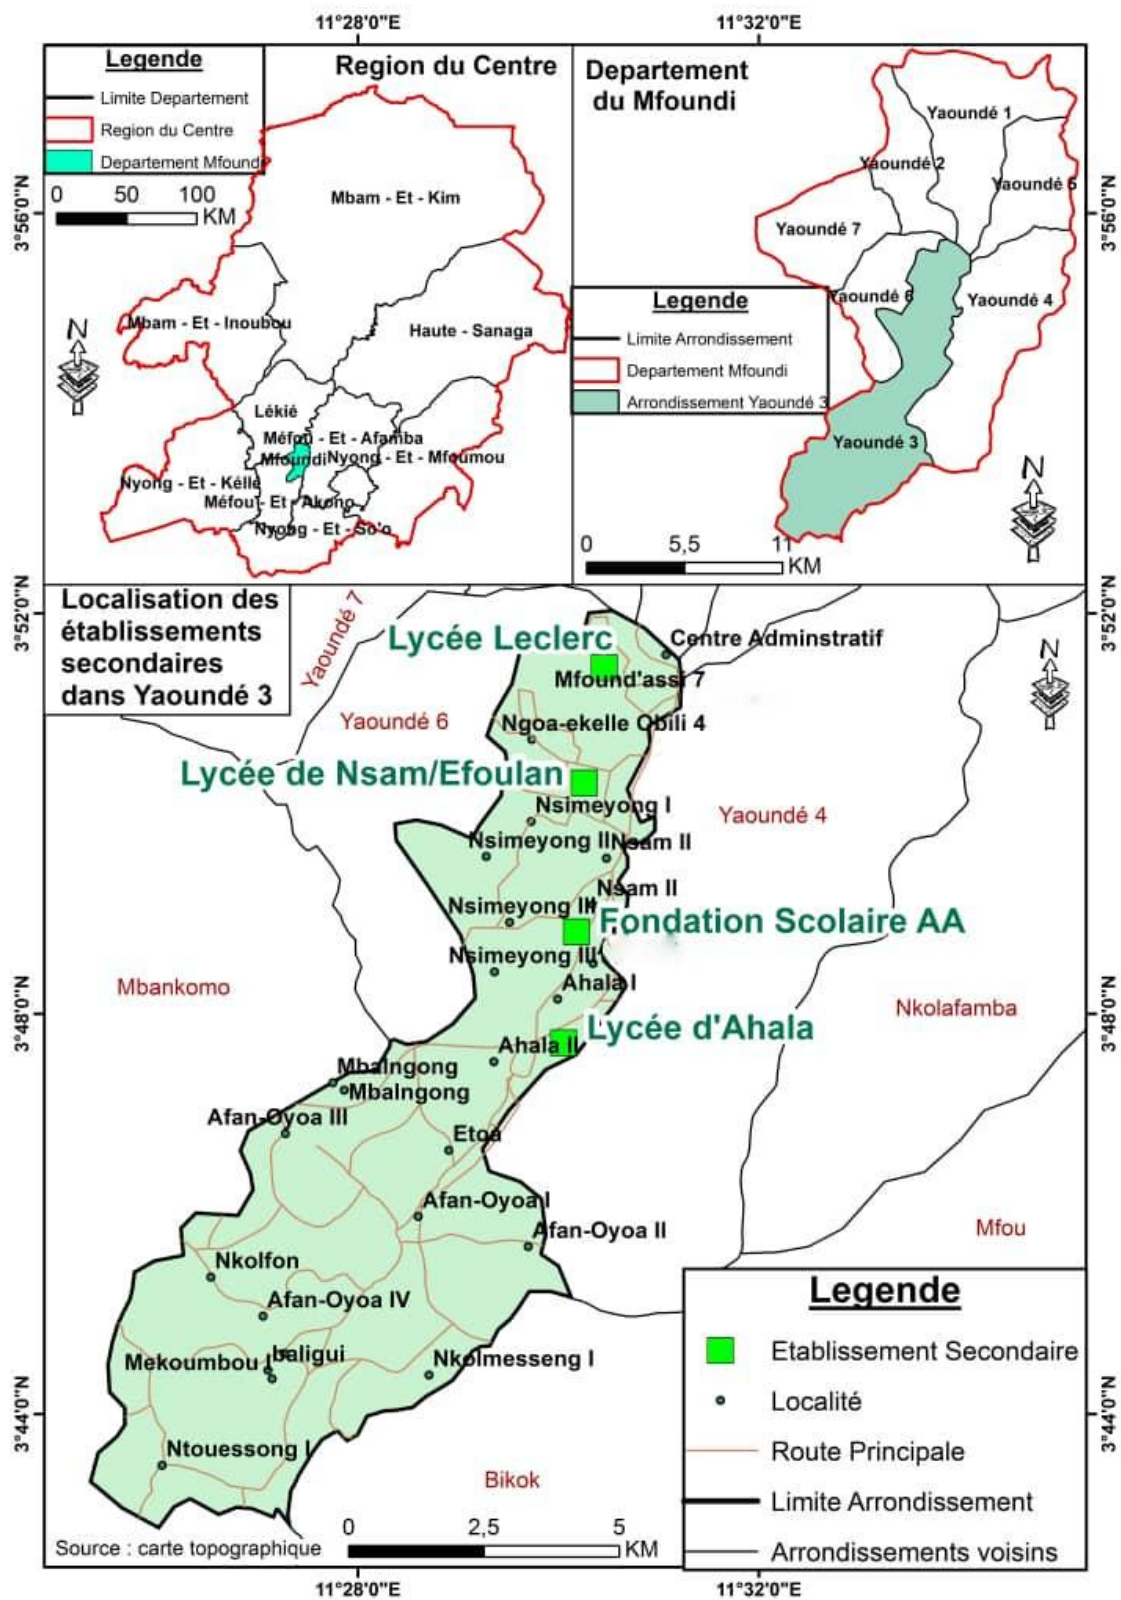 11°28'0"E
11°32'0"E
Legende
Limite Departement
Region du Centre
Departement Mfoundi
0 50 100
KM
Region du Centre
Mbam - Et - Kim
Mbam - Et - Inoubou
Haute - Sanaga
Lékié
Méfou - Et - Afamba
Mfoundi
Nyong - Et - Mfoumou
Nyong - Et - Kéllé
Méfou - Et - Akono
Nyong - Et - So'o
N
Departement
du Mfoundi
Yaoundé 1
Yaoundé 2
Yaoundé 5
Yaoundé 7
Yaoundé 6
Yaoundé 4
Yaoundé 3
Legende
Limite Arrondissement
Departement Mfoundi
Arrondissement Yaoundé 3
N
0 5,5 11
KM
3°56'0"N
3°56'0"N
Localisation des
établissements
secondaires
dans Yaoundé 3
Yaoundé 7
Lycée Leclerc
Centre Adminstratif
Mfound'assi 7
N
Yaoundé 6
Ngoa-ekelle Obili 4
Lycée de Nsam/Efoulan
Nsimeyong I
Yaoundé 4
Nsimeyong II
Nsam II
Nsam II
Nsimeyong III
Fondation Scolaire AA
Nsimeyong III
Ahala I
Mbankomo
Nkolafamba
Lycée d'Ahala
Ahala II
Mbalngong
Mbalngong
Afan-Oyoa III
Etoa
Afan-Oyoa I
Afan-Oyoa II
Mfou
Nkolfon
Afan-Oyoa IV
baligui
Mekoumbou I
Nkolmesseng I
Ntouessong I
Bikok
3°52'0"N
3°52'0"N
3°48'0"N
3°48'0"N
3°44'0"N
3°44'0"N
Legende
Etablissement Secondaire
Localité
Route Principale
Limite Arrondissement
Arrondissements voisins
Source : carte topographique
0 2,5 5
KM
11°28'0"E
11°32'0"E